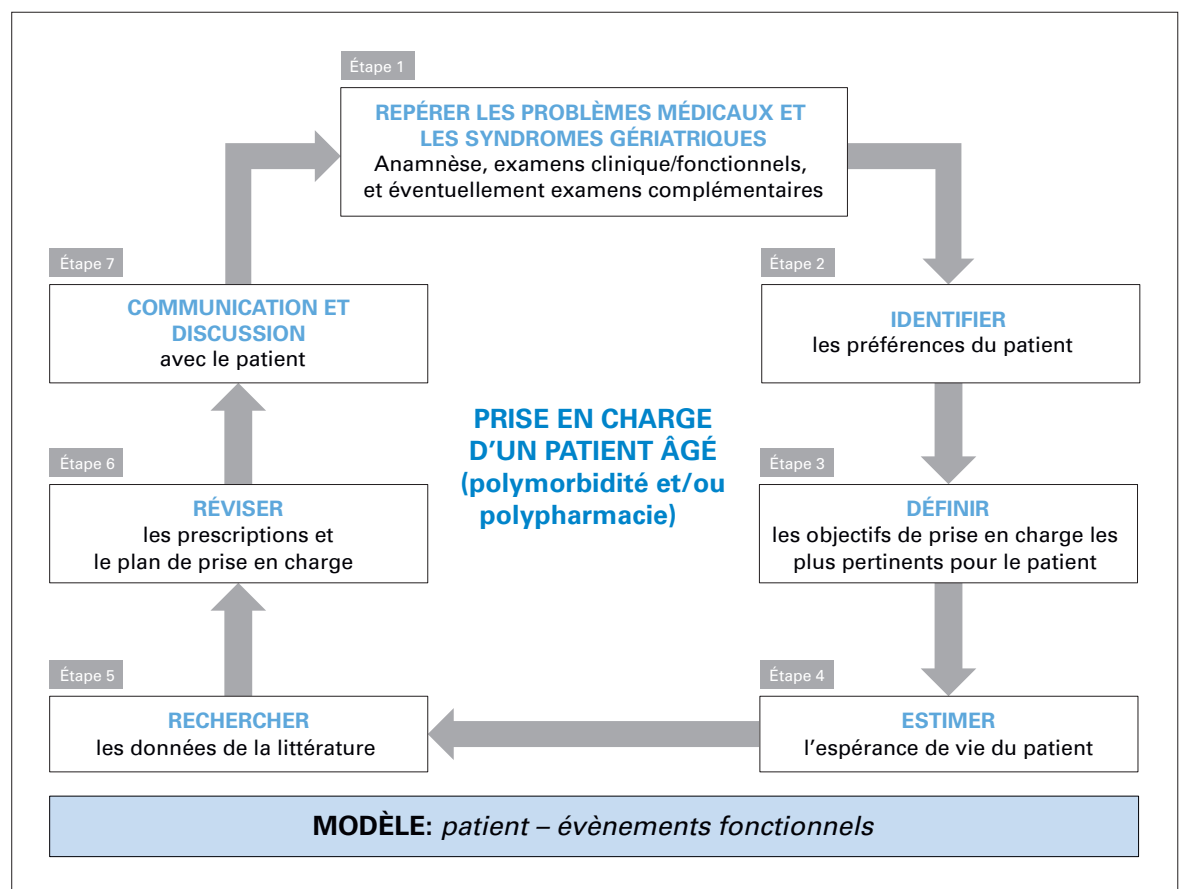 Étape 1
REPÉRER LES PROBLÈMES MÉDICAUX ET
LES SYNDROMES GÉRIATRIQUES
Anamnèse, examens clinique/fonctionnels,
et éventuellement examens complémentaires
Étape 2
IDENTIFIER
les préférences du patient
Étape 3
DÉFINIR
les objectifs de prise en charge les
plus pertinents pour le patient
Étape 4
ESTIMER
l'espérance de vie du patient
Étape 5
RECHERCHER
les données de la littérature
Étape 6
RÉVISER
les prescriptions et
le plan de prise en charge
Étape 7
COMMUNICATION ET
DISCUSSION
avec le patient
PRISE EN CHARGE
D'UN PATIENT ÂGÉ
(polymorbidité et/ou
polypharmacie)
MODÈLE: patient – évènements fonctionnels